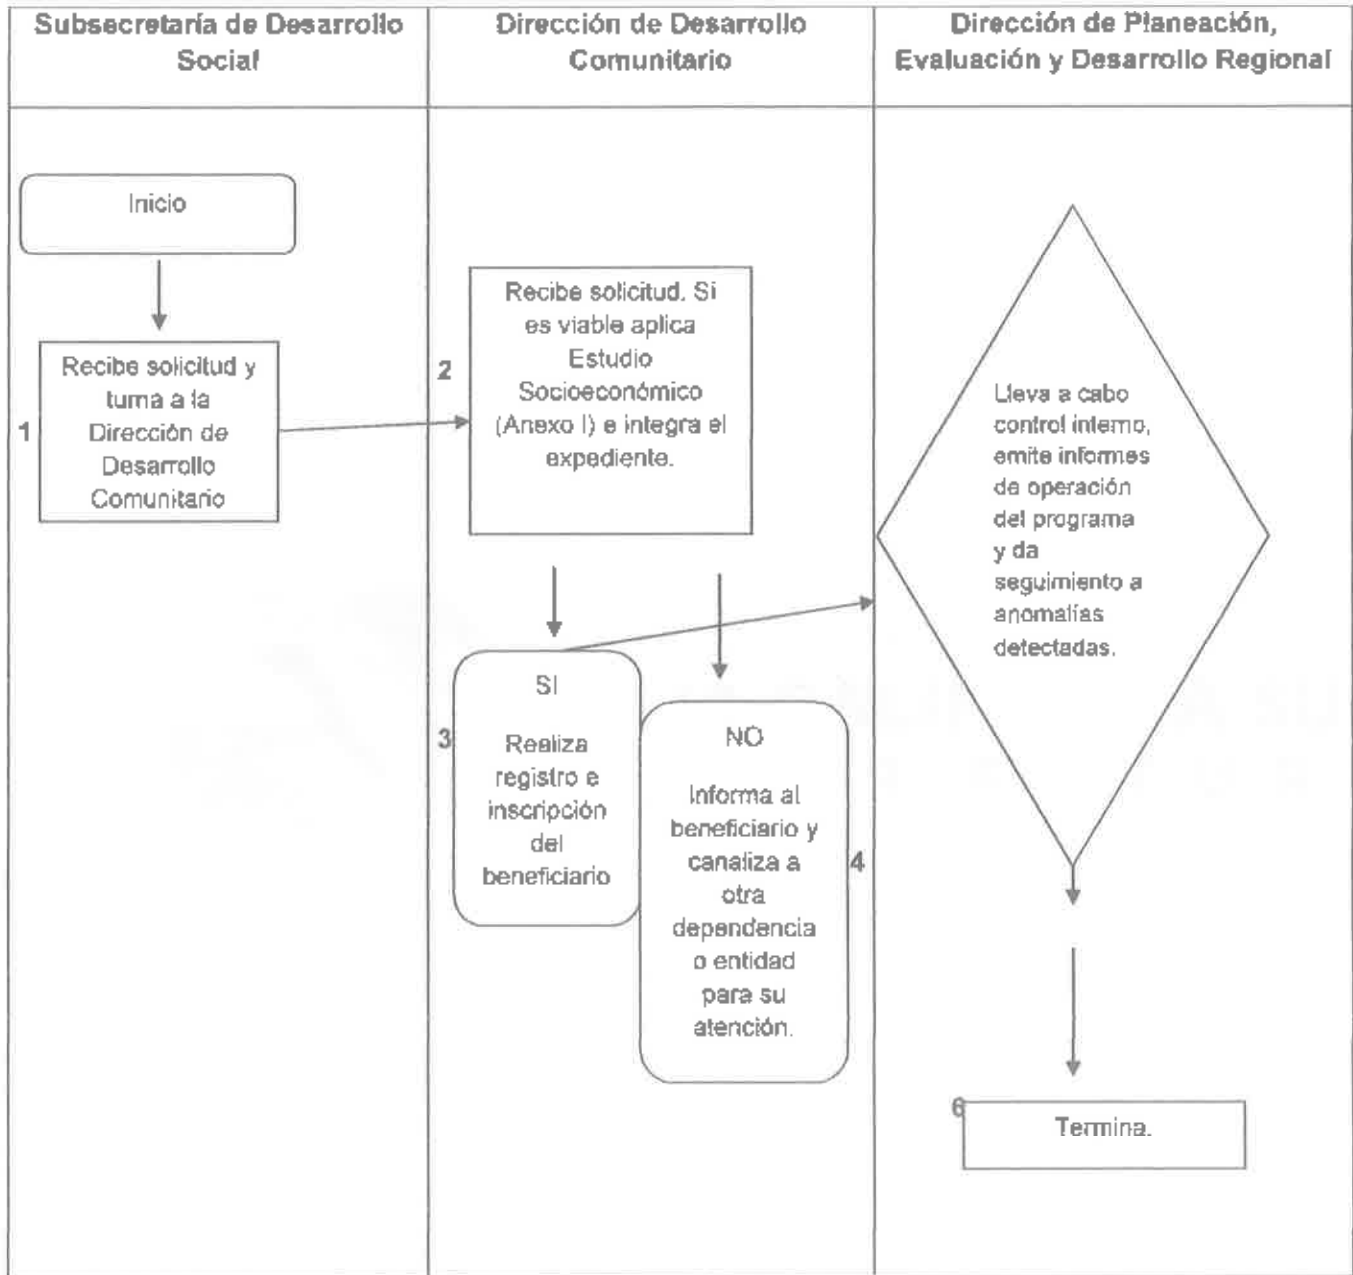 Subsecretaría de Desarrollo
Social
Dirección de Desarrollo
Comunitario
Dirección de Planeación,
Evaluación y Desarrollo Regional
Inicio
1
Recibe solicitud y
turna a la
Dirección de
Desarrollo
Comunitario
2
Recibe solicitud. Si
es viable aplica
Estudio
Socioeconómico
(Anexo I) e integra el
expediente.
3
SI
Realiza
registro e
inscripción
del
beneficiario
NO
Informa al
beneficiario y
canaliza a
otra
dependencia
o entidad
para su
atención.
4
Lleva a cabo
control interno,
emite informes
de operación
del programa
y da
seguimiento a
anomalías
detectadas.
6
Termina.